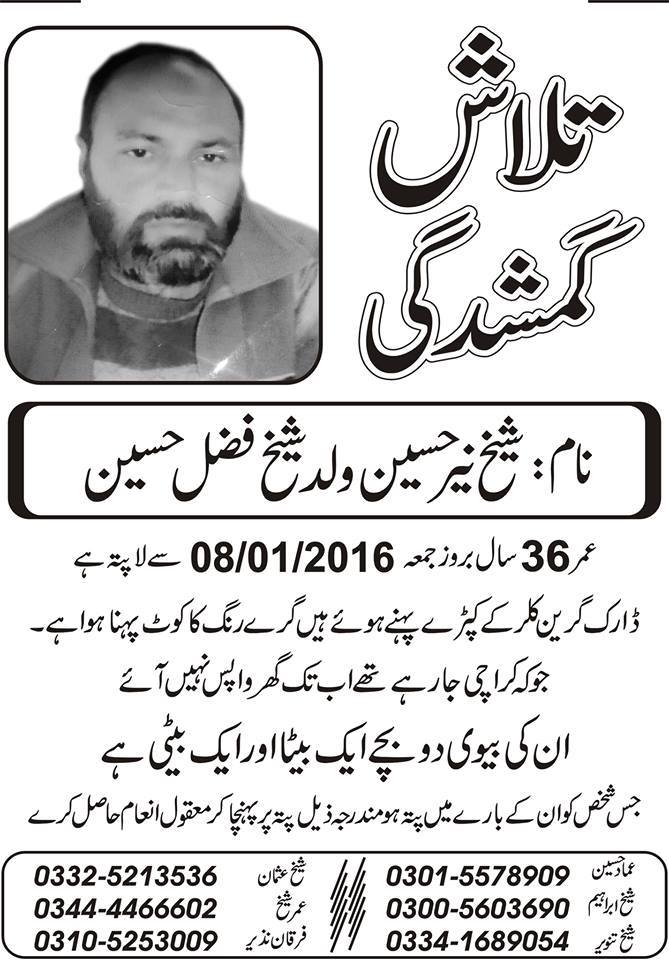 تلاش
گمشدگی
نام: شیخ نیر حسین ولد شیخ فضل حسین
عمر 36 سال بروز جمعہ 08/01/2016 سے لاپتہ ہے
ڈارک گرین کلر کے کپڑے پہنے ہوئے ہیں گرے رنگ کا کوٹ پہنا ہوا ہے۔
جو کہ کراچی جا رہے تھے اب تک گھر واپس نہیں آئے
ان کی بیوی دو بچے ایک بیٹا اور ایک بیٹی ہے
جس شخص کو ان کے بارے میں پتہ ہو مندرجہ ذیل پتہ پر پہنچا کر معقول انعام حاصل کرے
عماد حسین 0301-5578909 شیخ عثمان 0332-5213536
شیخ ابراہیم 0300-5603690 عمر شیخ 0344-4466602
شیخ تنویر 0334-1689054 فرقان نذیر 0310-5253009